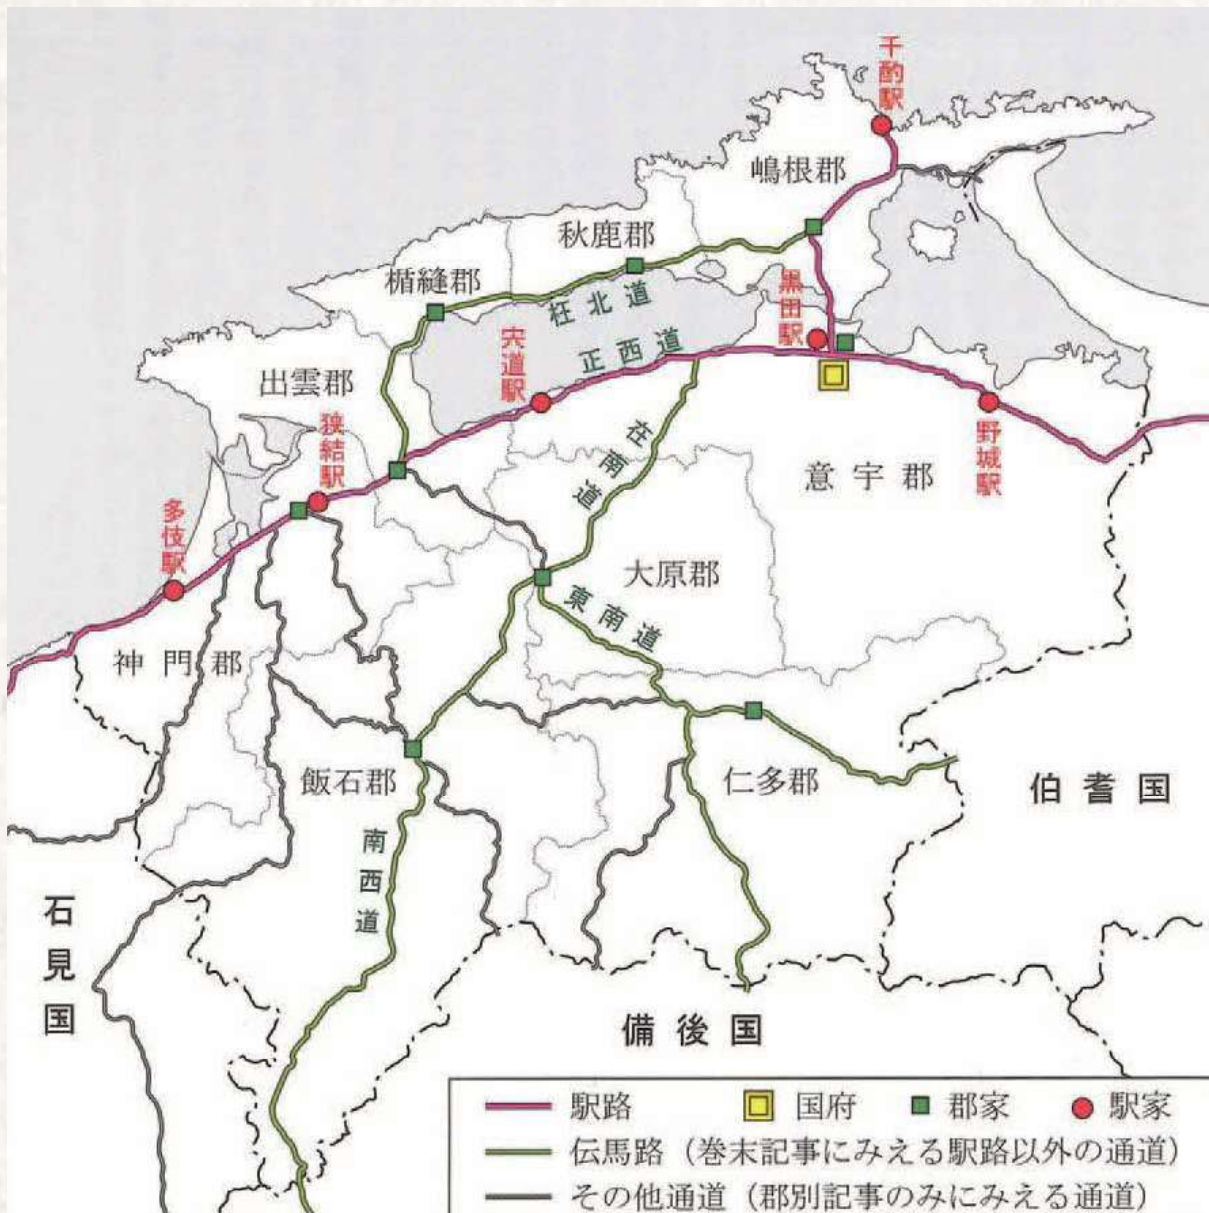 千酌駅
嶋根郡
秋鹿郡
楯縫郡
枉北道
黒田駅
宍道駅
正西道
出雲郡
狭結駅
在南道
意宇郡
野城駅
多伎駅
大原郡
東南道
神門郡
飯石郡
仁多郡
伯耆国
南西道
石見国
備後国
駅路 国府 郡家 駅家
伝馬路（巻末記事にみえる駅路以外の通道）
その他通道（郡別記事のみにみえる通道）